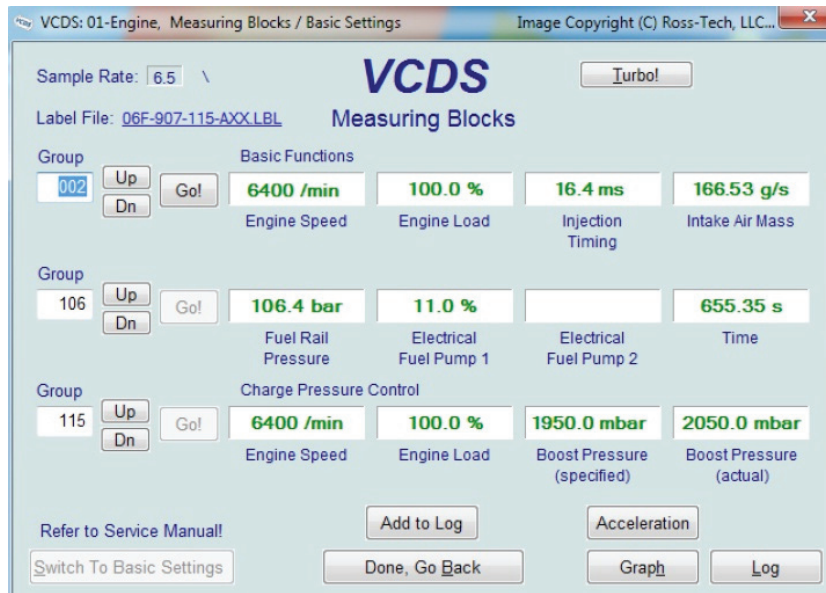 VCDS: 01-Engine, Measuring Blocks / Basic Settings Image Copyright (C) Ross-Tech, LLC... X
Sample Rate: 6.5 \
VCDS
Turbo!
Label File: 06F-907-115-AXX.LBL
Measuring Blocks
Group Basic Functions
002 Up Dn Go! 6400 /min 100.0 % 16.4 ms 166.53 g/s
Engine Speed Engine Load Injection Timing Intake Air Mass
Group
106 Up Dn Go! 106.4 bar 11.0 % 655.35 s
Fuel Rail Pressure Electrical Fuel Pump 1 Electrical Fuel Pump 2 Time
Group Charge Pressure Control
115 Up Dn Go! 6400 /min 100.0 % 1950.0 mbar 2050.0 mbar
Engine Speed Engine Load Boost Pressure (specified) Boost Pressure (actual)
Refer to Service Manual! Add to Log Acceleration
Switch To Basic Settings Done, Go Back Graph Log